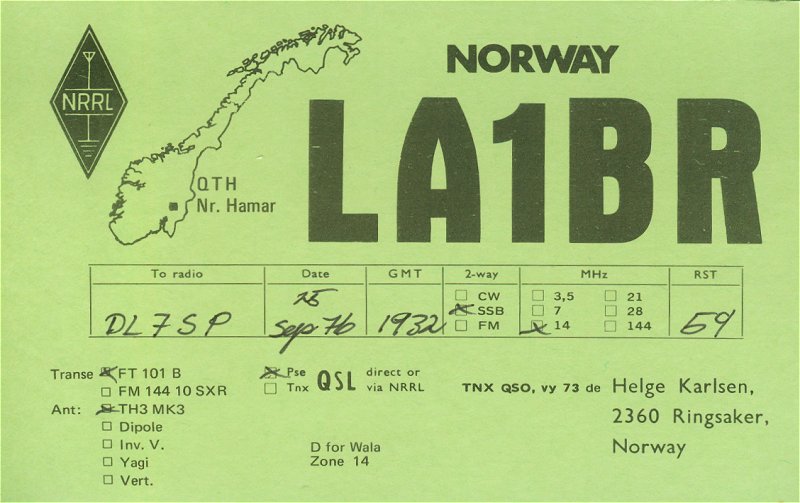 NRRL
NORWAY
LA1BR
QTH
Nr. Hamar
To radio Date GMT 2-way MHz RST
DL7SP 25 Sep 76 1932 CW SSB FM 3,5 7 14 21 28 144 59
Transe FT 101 B
FM 144 10 SXR
Ant: TH3 MK3
Dipole
Inv. V.
Yagi
Vert.
Pse QSL direct or
Tnx via NRRL
D for Wala
Zone 14
TNX QSO, vy 73 de Helge Karlsen,
2360 Ringsaker,
Norway